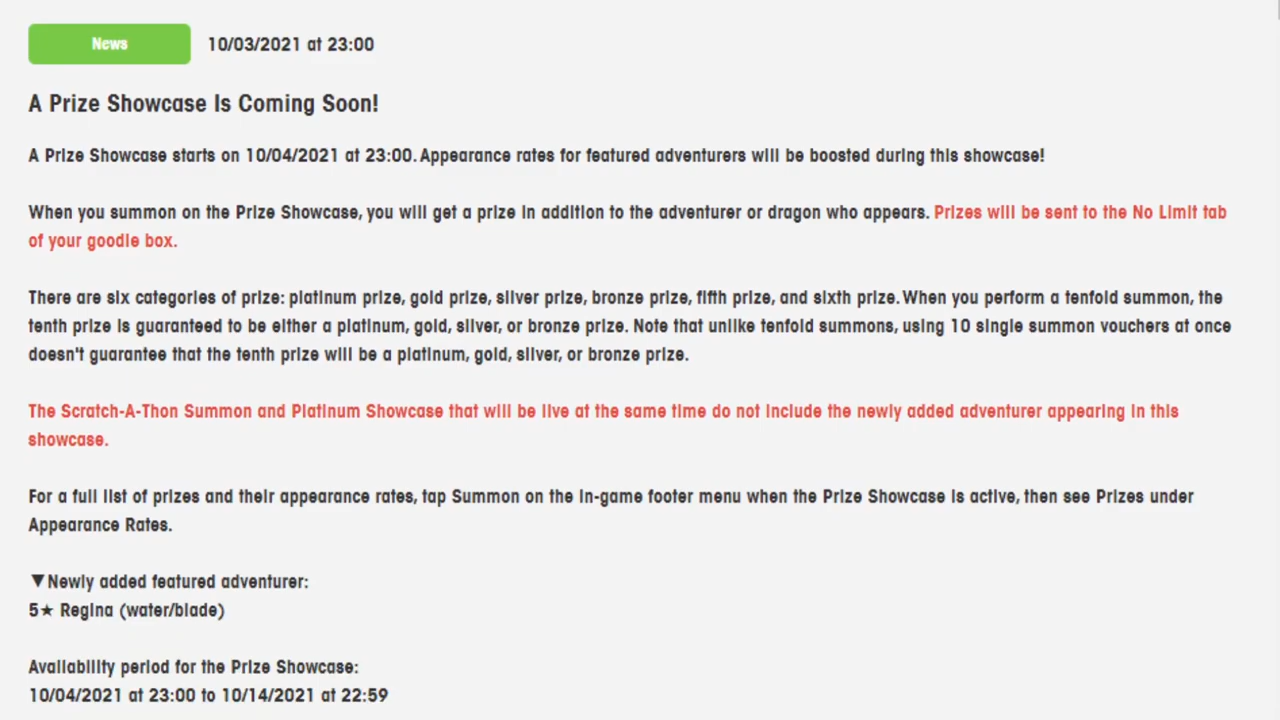 News 10/03/2021 at 23:00
A Prize Showcase Is Coming Soon!
A Prize Showcase starts on 10/04/2021 at 23:00. Appearance rates for featured adventurers will be boosted during this showcase!
When you summon on the Prize Showcase, you will get a prize in addition to the adventurer or dragon who appears. Prizes will be sent to the No Limit tab
of your goodie box.
There are six categories of prize: platinum prize, gold prize, silver prize, bronze prize, fifth prize, and sixth prize. When you perform a tenfold summon, the
tenth prize is guaranteed to be either a platinum, gold, silver, or bronze prize. Note that unlike tenfold summons, using 10 single summon vouchers at once
doesn't guarantee that the tenth prize will be a platinum, gold, silver, or bronze prize.
The Scratch-A-Thon Summon and Platinum Showcase that will be live at the same time do not include the newly added adventurer appearing in this
showcase.
For a full list of prizes and their appearance rates, tap Summon on the in-game footer menu when the Prize Showcase is active, then see Prizes under
Appearance Rates.
▼Newly added featured adventurer:
5★ Regina (water/blade)
Availability period for the Prize Showcase:
10/04/2021 at 23:00 to 10/14/2021 at 22:59